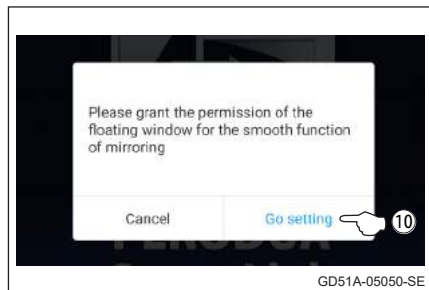 Please grant the permission of the
floating window for the smooth function
of mirroring
Cancel
Go setting
10
GD51A-05050-SE